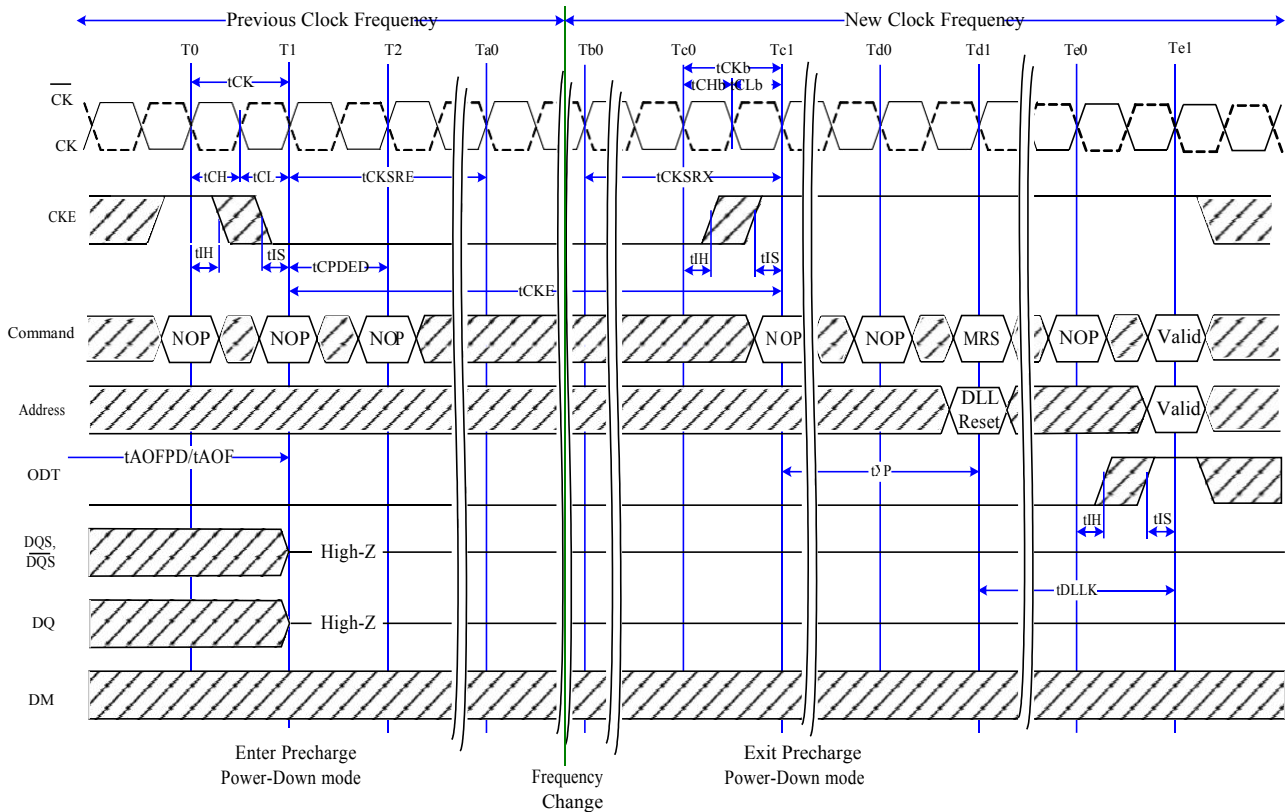 Previous Clock Frequency
New Clock Frequency
T0
T1
T2
Ta0
Tb0
Tc0
Tc1
Td0
Td1
Te0
Te1
tCK
tCKb
tCHb
tCLb
CK
CK
tCH
tCL
tCKSRE
tCKSRX
CKE
tIH
tIS
tCPDED
tIH
tIS
tCKE
Command
NOP
NOP
NOP
NOP
NOP
MRS
NOP
Valid
Address
DLL
Reset
Valid
tAOFPD/tAOF
ODT
tXP
tIH
tIS
DQS,
DQS
High-Z
tDLLK
DQ
High-Z
DM
Enter Precharge
Power-Down mode
Frequency
Change
Exit Precharge
Power-Down mode